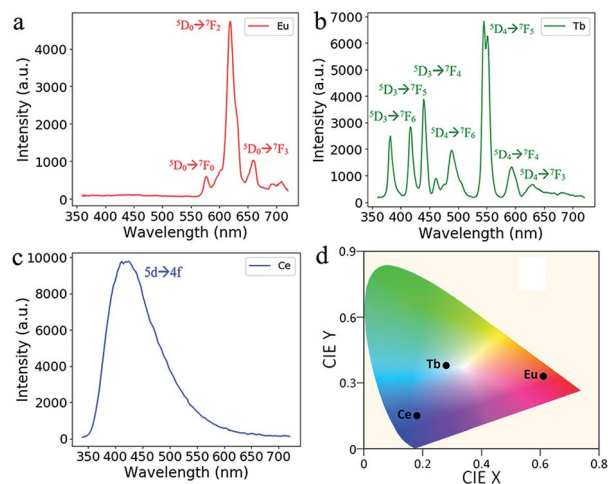 a
Eu
⁵D₀→⁷F₂
⁵D₀→⁷F₀
⁵D₀→⁷F₃
Intensity (a.u.)
0
1000
2000
3000
4000
350 400 450 500 550 600 650 700
Wavelength (nm)
b
Tb
⁵D₄→⁷F₅
⁵D₃→⁷F₄
⁵D₃→⁷F₅
⁵D₃→⁷F₆
⁵D₄→⁷F₆
⁵D₄→⁷F₄
⁵D₄→⁷F₃
Intensity (a.u.)
7000
6000
5000
4000
3000
2000
1000
0
350 400 450 500 550 600 650 700
Wavelength (nm)
c
Ce
5d→4f
Intensity (a.u.)
10000
8000
6000
4000
2000
0
350 400 450 500 550 600 650 700
Wavelength (nm)
d
CIE Y
0.9
0.6
0.3
0
Tb
Eu
Ce
0 0.2 0.4 0.6 0.8
CIE X